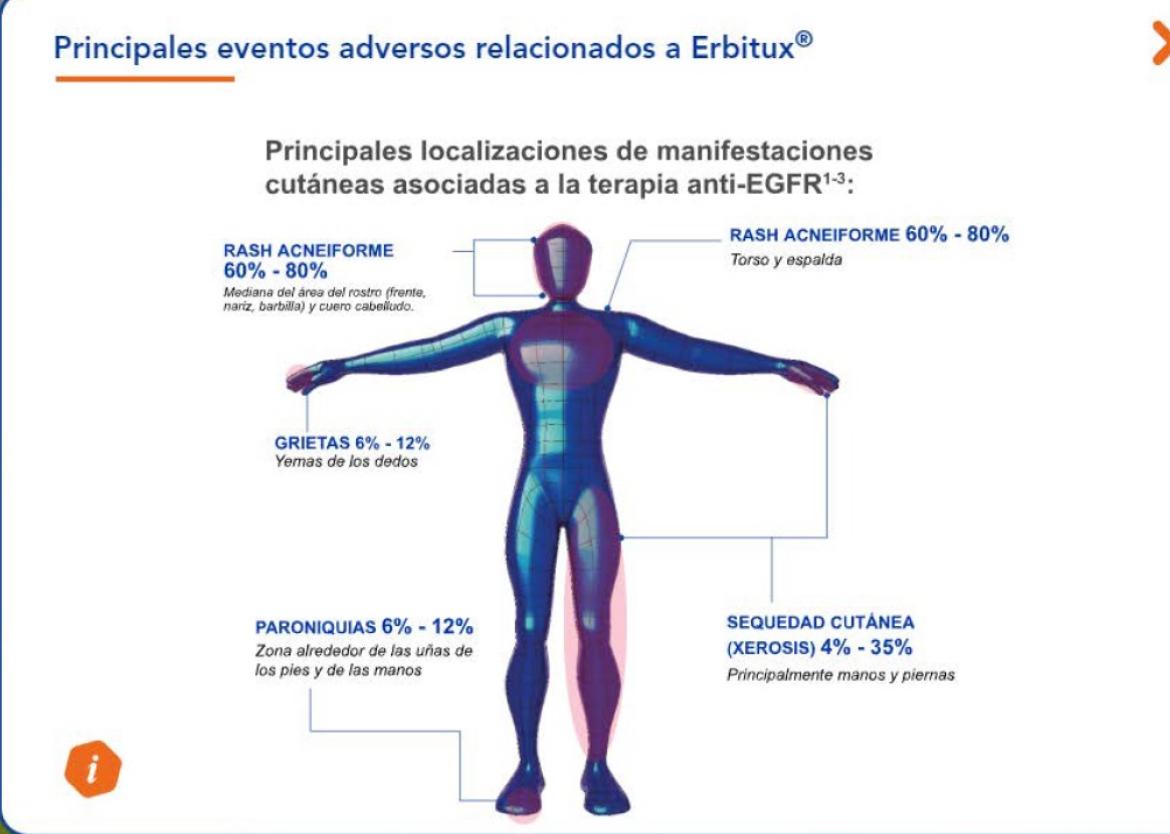 Principales eventos adversos relacionados a Erbitux®
Principales localizaciones de manifestaciones
cutáneas asociadas a la terapia anti-EGFR¹⁻³:
RASH ACNEIFORME
60% - 80%
Mediana del área del rostro (frente,
nariz, barbilla) y cuero cabelludo.
RASH ACNEIFORME 60% - 80%
Torso y espalda
GRIETAS 6% - 12%
Yemas de los dedos
PARONIQUIAS 6% - 12%
Zona alrededor de las uñas de
los pies y de las manos
SEQUEDAD CUTÁNEA
(XEROSIS) 4% - 35%
Principalmente manos y piernas
i